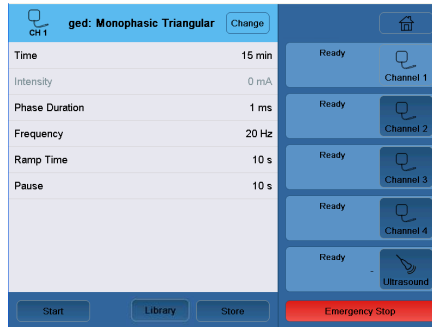 CH 1
ged: Monophasic Triangular
Change
Time 15 min
Intensity 0 mA
Phase Duration 1 ms
Frequency 20 Hz
Ramp Time 10 s
Pause 10 s
Start
Library
Store
Ready
Channel 1
Ready
Channel 2
Ready
Channel 3
Ready
Channel 4
Ready
-
Ultrasound
Emergency Stop